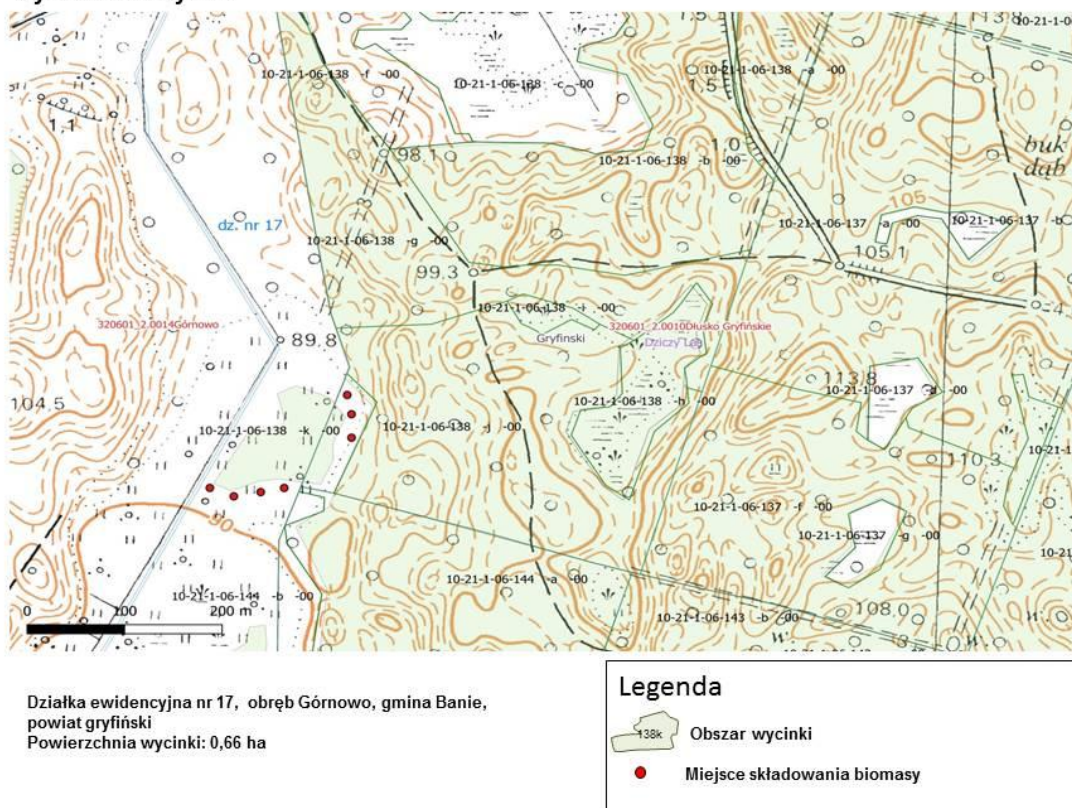 10-21-1-06-138 -f -00
10-21-1-06-138 -c -00
10-21-1-06-138 -a -00
1.5
1.1
98.1
1.0
buk
dąb
10-21-1-06-138 -b -00
105
dz. nr 17
10-21-1-06-138 -g -00
10-21-1-06-137 -a -00
10-21-1-06-137 -b
105.1
99.3
10-21-1-06-138 -i -00
320601_2.0014Górnowo
89.8
Gryfinski
320601_2.0010Dłusko Gryfińskie
Dziczy Łóg
104.5
113.8
10-21-1-06-137 -d -00
10-21-1-06-138 -h -00
10-21-1-06-138 -k -00
10-21-1-06-138 -j -00
110.3
90
10-21-1-06-137 -f -00
10-21-1-06-137 -g -00
10-21-1-06-144 -a -00
10-21-1-06-144 -b -00
0 100 200 m
10-21-1-06-143 -b -00
108.0
Działka ewidencyjna nr 17, obręb Górnowo, gmina Banie,
powiat gryfiński
Powierzchnia wycinki: 0,66 ha
Legenda
138k
Obszar wycinki
Miejsce składowania biomasy